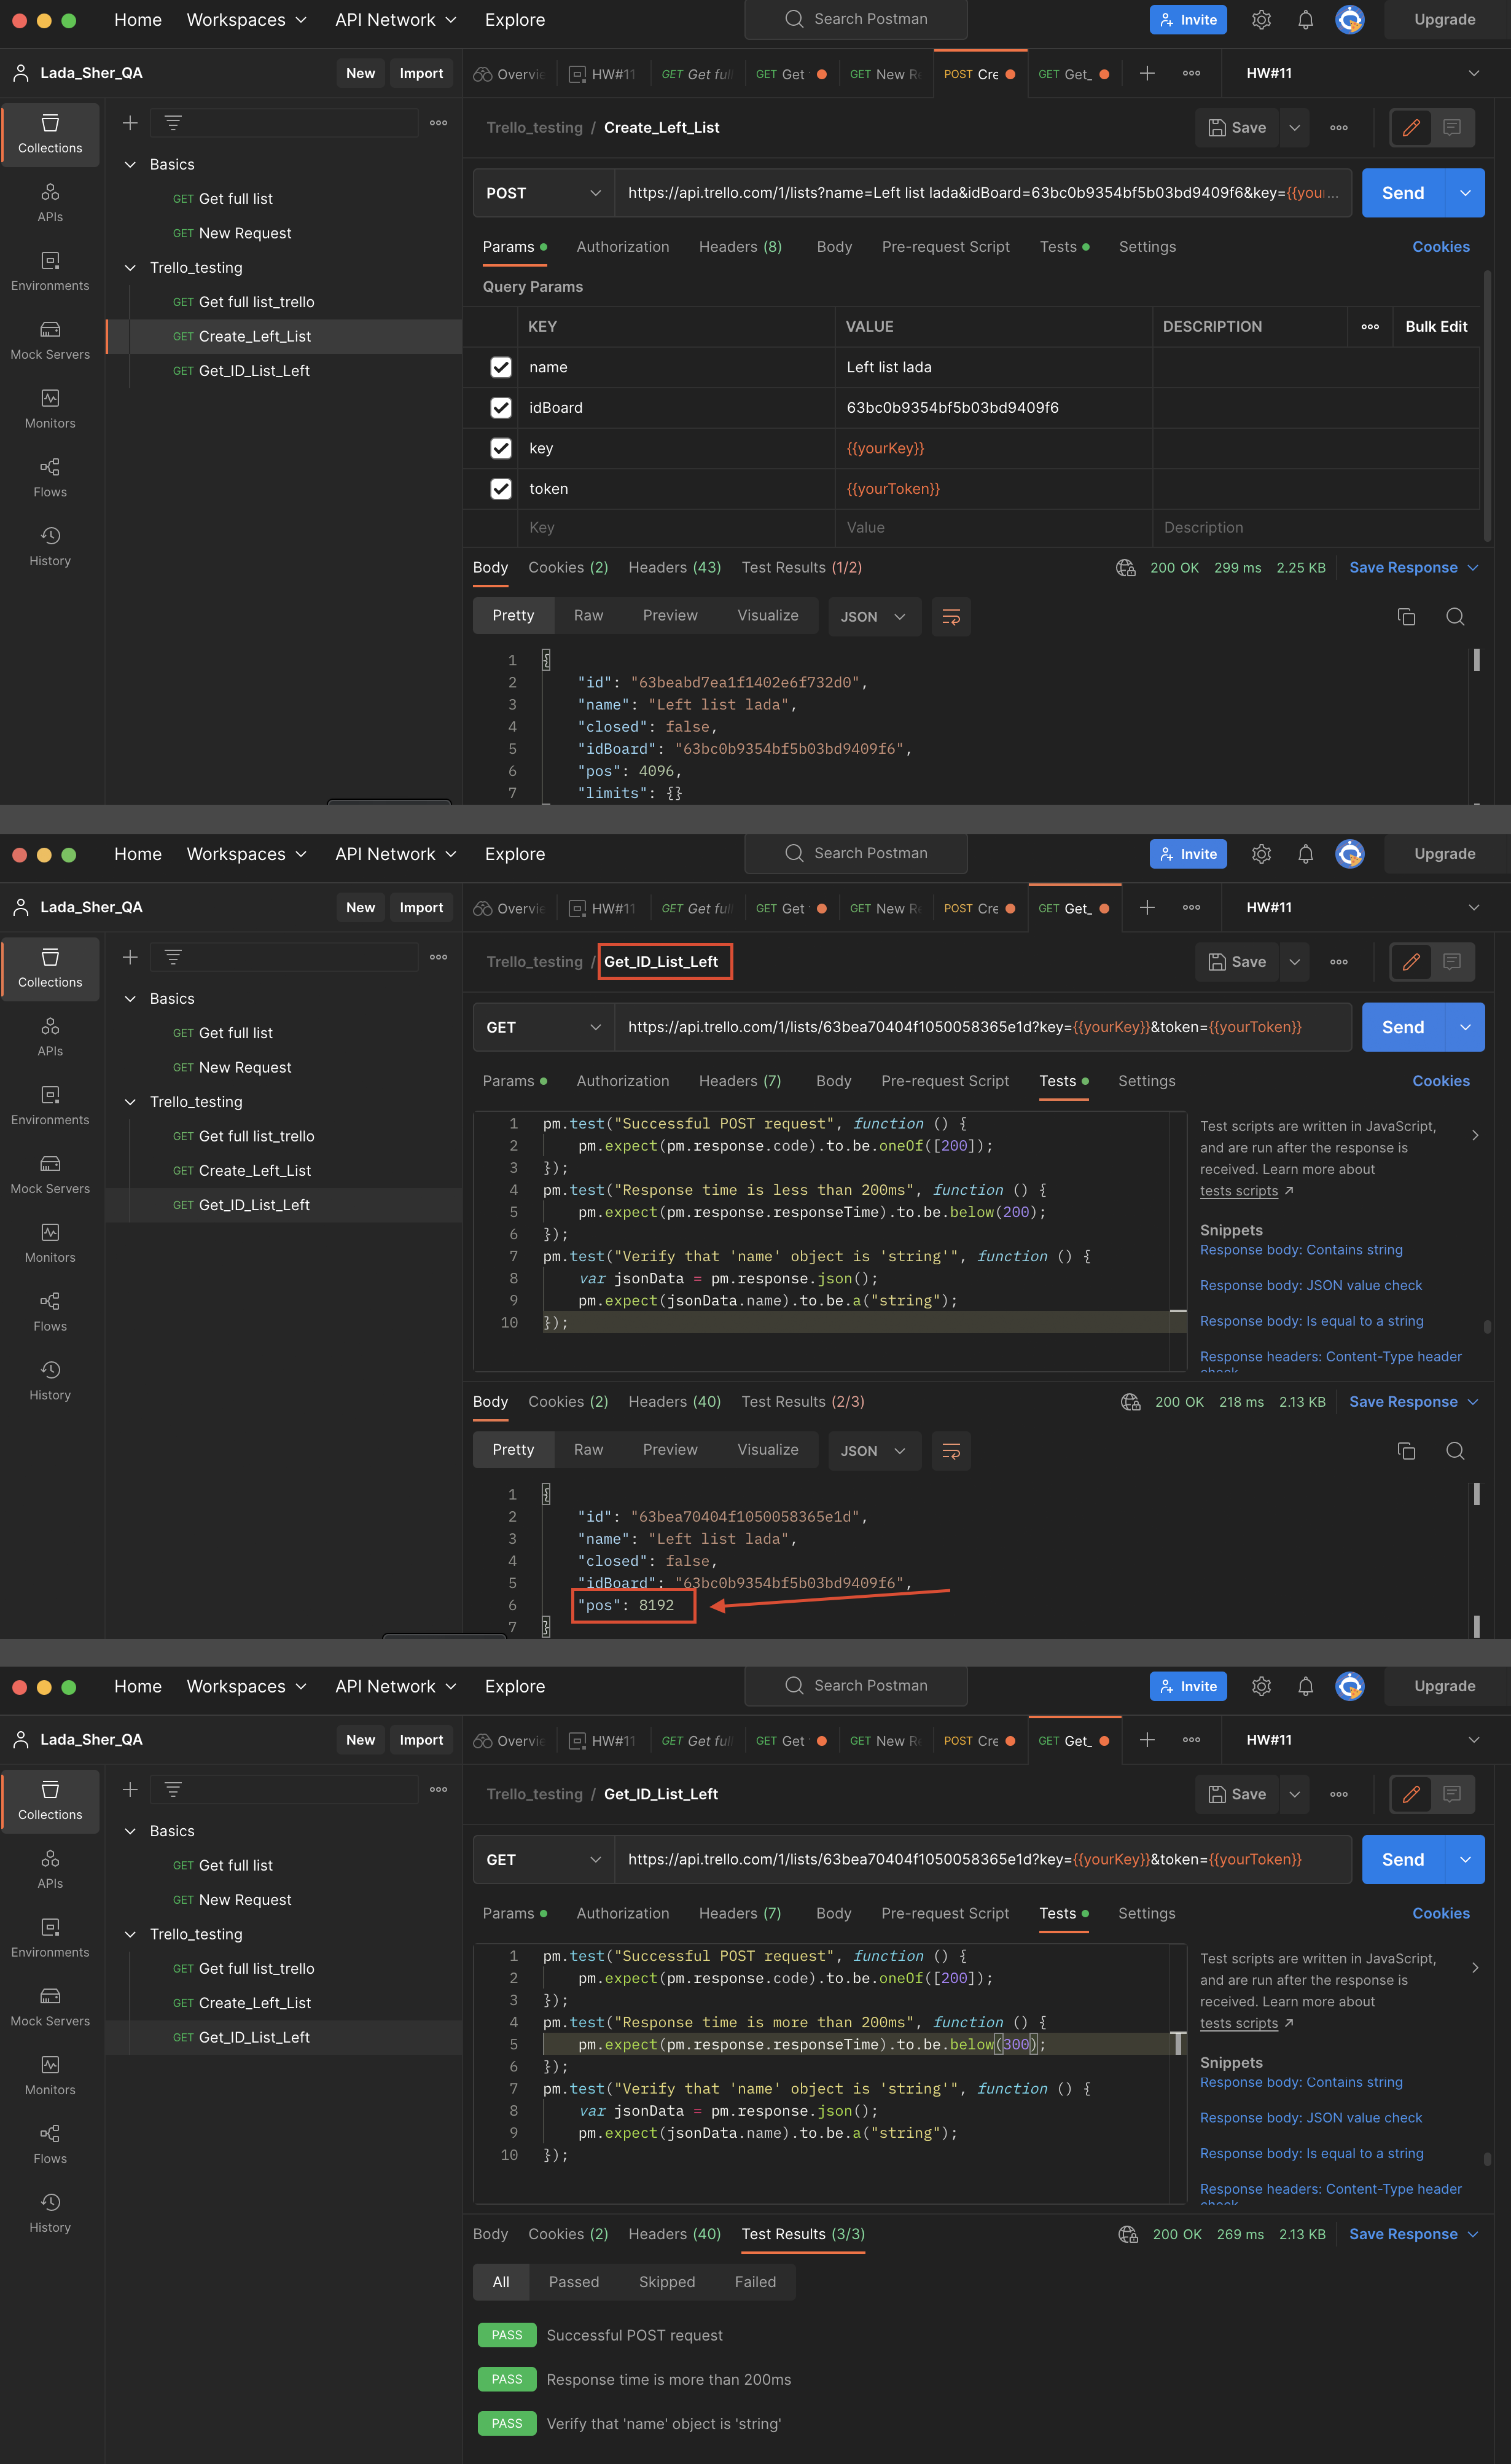 Home Workspaces API Network Explore Search Postman Invite Upgrade
Lada_Sher_QA New Import Overvie HW#11 GET Get full GET Get GET New Re POST Cre GET Get_ HW#11
Trello_testing / Create_Left_List Save
Collections
Basics
GET Get full list
GET New Request
Trello_testing
GET Get full list_trello
GET Create_Left_List
GET Get_ID_List_Left
APIs
Environments
Mock Servers
Monitors
Flows
History
POST https://api.trello.com/1/lists?name=Left list lada&idBoard=63bc0b9354bf5b03bd9409f6&key={{your... Send
Params Authorization Headers (8) Body Pre-request Script Tests Settings Cookies
Query Params
KEY VALUE DESCRIPTION Bulk Edit
name Left list lada
idBoard 63bc0b9354bf5b03bd9409f6
key {{yourKey}}
token {{yourToken}}
Key Value Description
Body Cookies (2) Headers (43) Test Results (1/2) 200 OK 299 ms 2.25 KB Save Response
Pretty Raw Preview Visualize JSON
1 {
2 "id": "63beabd7ea1f1402e6f732d0",
3 "name": "Left list lada",
4 "closed": false,
5 "idBoard": "63bc0b9354bf5b03bd9409f6",
6 "pos": 4096,
7 "limits": {}
Home Workspaces API Network Explore Search Postman Invite Upgrade
Lada_Sher_QA New Import Overvie HW#11 GET Get full GET Get GET New Re POST Cre GET Get_ HW#11
Trello_testing / Get_ID_List_Left Save
Collections
Basics
GET Get full list
GET New Request
Trello_testing
GET Get full list_trello
GET Create_Left_List
GET Get_ID_List_Left
APIs
Environments
Mock Servers
Monitors
Flows
History
GET https://api.trello.com/1/lists/63bea70404f1050058365e1d?key={{yourKey}}&token={{yourToken}} Send
Params Authorization Headers (7) Body Pre-request Script Tests Settings Cookies
1 pm.test("Successful POST request", function () {
2 pm.expect(pm.response.code).to.be.oneOf([200]);
3 });
4 pm.test("Response time is less than 200ms", function () {
5 pm.expect(pm.response.responseTime).to.be.below(200);
6 });
7 pm.test("Verify that 'name' object is 'string'", function () {
8 var jsonData = pm.response.json();
9 pm.expect(jsonData.name).to.be.a("string");
10 });
Test scripts are written in JavaScript,
and are run after the response is
received. Learn more about
tests scripts
Snippets
Response body: Contains string
Response body: JSON value check
Response body: Is equal to a string
Response headers: Content-Type header
check
Body Cookies (2) Headers (40) Test Results (2/3) 200 OK 218 ms 2.13 KB Save Response
Pretty Raw Preview Visualize JSON
1 {
2 "id": "63bea70404f1050058365e1d",
3 "name": "Left list lada",
4 "closed": false,
5 "idBoard": "63bc0b9354bf5b03bd9409f6",
6 "pos": 8192
7 }
Home Workspaces API Network Explore Search Postman Invite Upgrade
Lada_Sher_QA New Import Overvie HW#11 GET Get full GET Get GET New Re POST Cre GET Get_ HW#11
Trello_testing / Get_ID_List_Left Save
Collections
Basics
GET Get full list
GET New Request
Trello_testing
GET Get full list_trello
GET Create_Left_List
GET Get_ID_List_Left
APIs
Environments
Mock Servers
Monitors
Flows
History
GET https://api.trello.com/1/lists/63bea70404f1050058365e1d?key={{yourKey}}&token={{yourToken}} Send
Params Authorization Headers (7) Body Pre-request Script Tests Settings Cookies
1 pm.test("Successful POST request", function () {
2 pm.expect(pm.response.code).to.be.oneOf([200]);
3 });
4 pm.test("Response time is more than 200ms", function () {
5 pm.expect(pm.response.responseTime).to.be.below(300);
6 });
7 pm.test("Verify that 'name' object is 'string'", function () {
8 var jsonData = pm.response.json();
9 pm.expect(jsonData.name).to.be.a("string");
10 });
Test scripts are written in JavaScript,
and are run after the response is
received. Learn more about
tests scripts
Snippets
Response body: Contains string
Response body: JSON value check
Response body: Is equal to a string
Response headers: Content-Type header
check
Body Cookies (2) Headers (40) Test Results (3/3) 200 OK 269 ms 2.13 KB Save Response
All Passed Skipped Failed
PASS Successful POST request
PASS Response time is more than 200ms
PASS Verify that 'name' object is 'string'